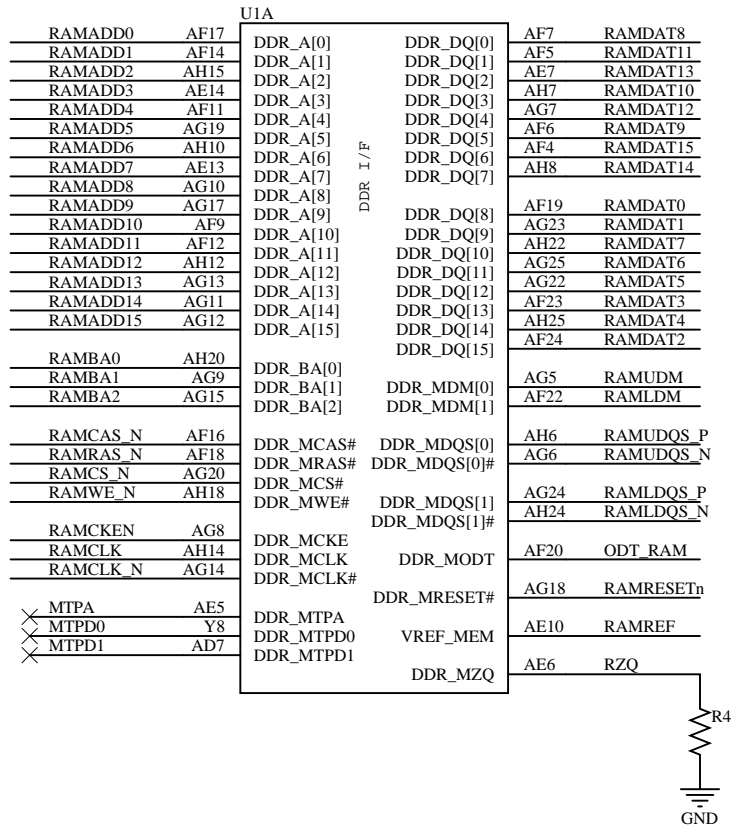 U1A
RAMADD0 AF17 DDR_A[0] DDR_DQ[0] AF7 RAMDAT8
RAMADD1 AF14 DDR_A[1] DDR_DQ[1] AF5 RAMDAT11
RAMADD2 AH15 DDR_A[2] DDR_DQ[2] AE7 RAMDAT13
RAMADD3 AE14 DDR_A[3] DDR_DQ[3] AH7 RAMDAT10
RAMADD4 AF11 DDR_A[4] DDR_DQ[4] AG7 RAMDAT12
RAMADD5 AG19 DDR_A[5] DDR_DQ[5] AF6 RAMDAT9
RAMADD6 AH10 DDR_A[6] DDR_DQ[6] AF4 RAMDAT15
RAMADD7 AE13 DDR_A[7] DDR_DQ[7] AH8 RAMDAT14
DDR I/F
RAMADD8 AG10 DDR_A[8]
RAMADD9 AG17 DDR_A[9] DDR_DQ[8] AF19 RAMDAT0
RAMADD10 AF9 DDR_A[10] DDR_DQ[9] AG23 RAMDAT1
RAMADD11 AF12 DDR_A[11] DDR_DQ[10] AH22 RAMDAT7
RAMADD12 AH12 DDR_A[12] DDR_DQ[11] AG25 RAMDAT6
RAMADD13 AG13 DDR_A[13] DDR_DQ[12] AG22 RAMDAT5
RAMADD14 AG11 DDR_A[14] DDR_DQ[13] AF23 RAMDAT3
RAMADD15 AG12 DDR_A[15] DDR_DQ[14] AH25 RAMDAT4
DDR_DQ[15] AF24 RAMDAT2
RAMBA0 AH20 DDR_BA[0]
RAMBA1 AG9 DDR_BA[1] DDR_MDM[0] AG5 RAMUDM
RAMBA2 AG15 DDR_BA[2] DDR_MDM[1] AF22 RAMLDM
RAMCAS_N AF16 DDR_MCAS# DDR_MDQS[0] AH6 RAMUDQS_P
RAMRAS_N AF18 DDR_MRAS# DDR_MDQS[0]# AG6 RAMUDQS_N
RAMCS_N AG20 DDR_MCS#
RAMWE_N AH18 DDR_MWE# DDR_MDQS[1] AG24 RAMLDQS_P
DDR_MDQS[1]# AH24 RAMLDQS_N
RAMCKEN AG8 DDR_MCKE
RAMCLK AH14 DDR_MCLK DDR_MODT AF20 ODT_RAM
RAMCLK_N AG14 DDR_MCLK#
DDR_MRESET# AG18 RAMRESETn
MTPA AE5 DDR_MTPA
MTPD0 Y8 DDR_MTPD0 VREF_MEM AE10 RAMREF
MTPD1 AD7 DDR_MTPD1
DDR_MZQ AE6 RZQ
R4
GND